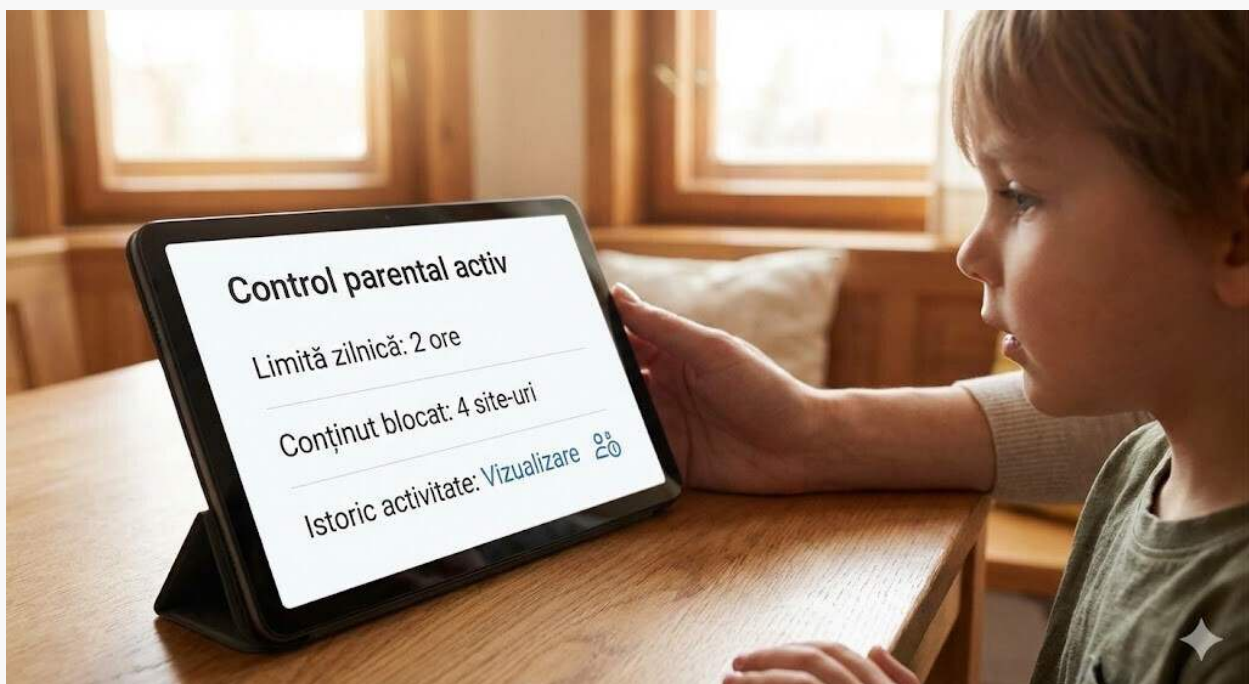 Control parental activ
Limită zilnică: 2 ore
Conținut blocat: 4 site-uri
Istoric activitate: Vizualizare